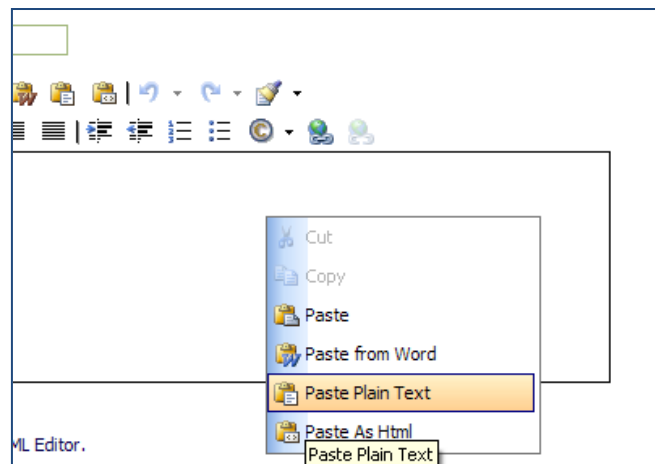 Cut
Copy
Paste
Paste from Word
Paste Plain Text
Paste As Html
ML Editor.
Paste Plain Text